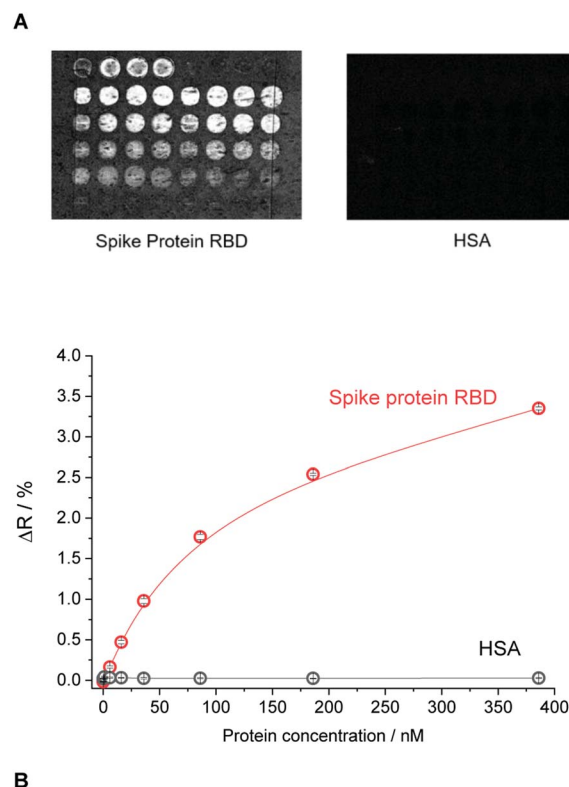 A
Spike Protein RBD
HSA
4.0
3.5
3.0
2.5
2.0
1.5
1.0
0.5
0.0
ΔR / %
Spike protein RBD
HSA
0
50
100
150
200
250
300
350
400
Protein concentration / nM
B